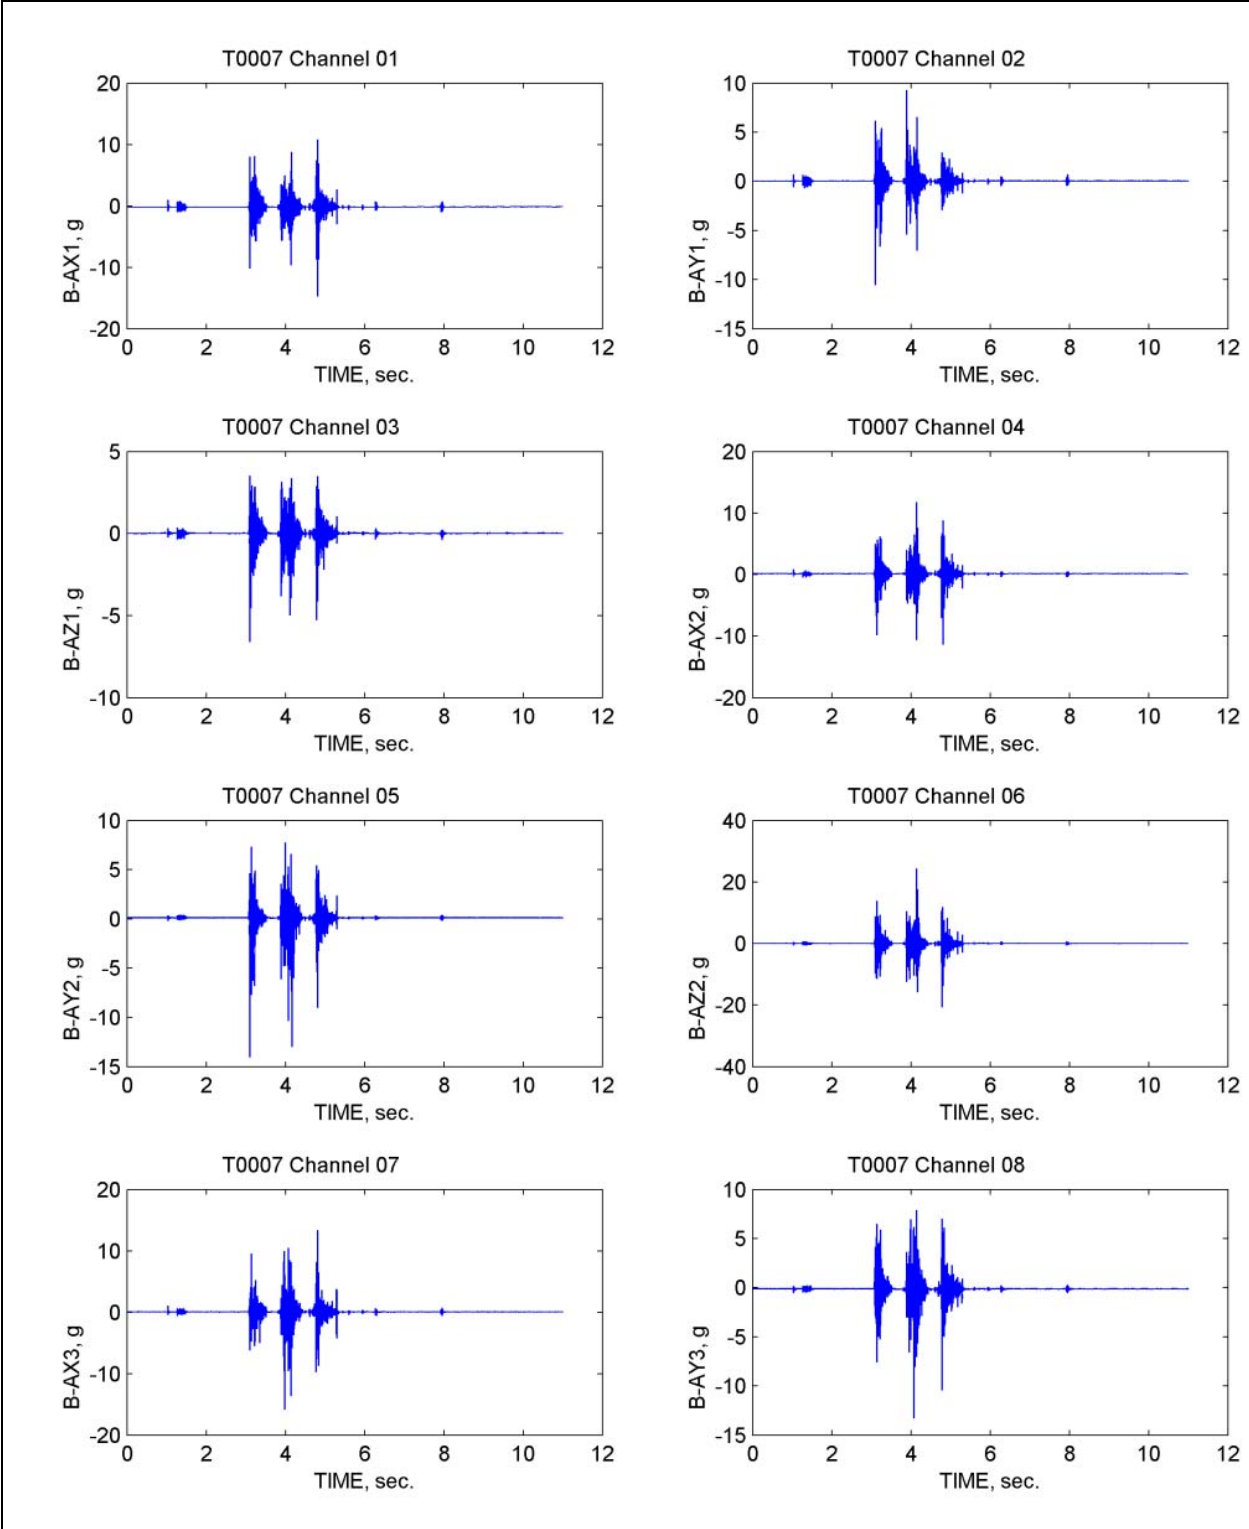 T0007 Channel 01
20
10
0
-10
-20
B-AX1, g
0 2 4 6 8 10 12
TIME, sec.
T0007 Channel 02
10
5
0
-5
-10
-15
B-AY1, g
0 2 4 6 8 10 12
TIME, sec.
T0007 Channel 03
5
0
-5
-10
B-AZ1, g
0 2 4 6 8 10 12
TIME, sec.
T0007 Channel 04
20
10
0
-10
-20
B-AX2, g
0 2 4 6 8 10 12
TIME, sec.
T0007 Channel 05
10
5
0
-5
-10
-15
B-AY2, g
0 2 4 6 8 10 12
TIME, sec.
T0007 Channel 06
40
20
0
-20
-40
B-AZ2, g
0 2 4 6 8 10 12
TIME, sec.
T0007 Channel 07
20
10
0
-10
-20
B-AX3, g
0 2 4 6 8 10 12
TIME, sec.
T0007 Channel 08
10
5
0
-5
-10
-15
B-AY3, g
0 2 4 6 8 10 12
TIME, sec.